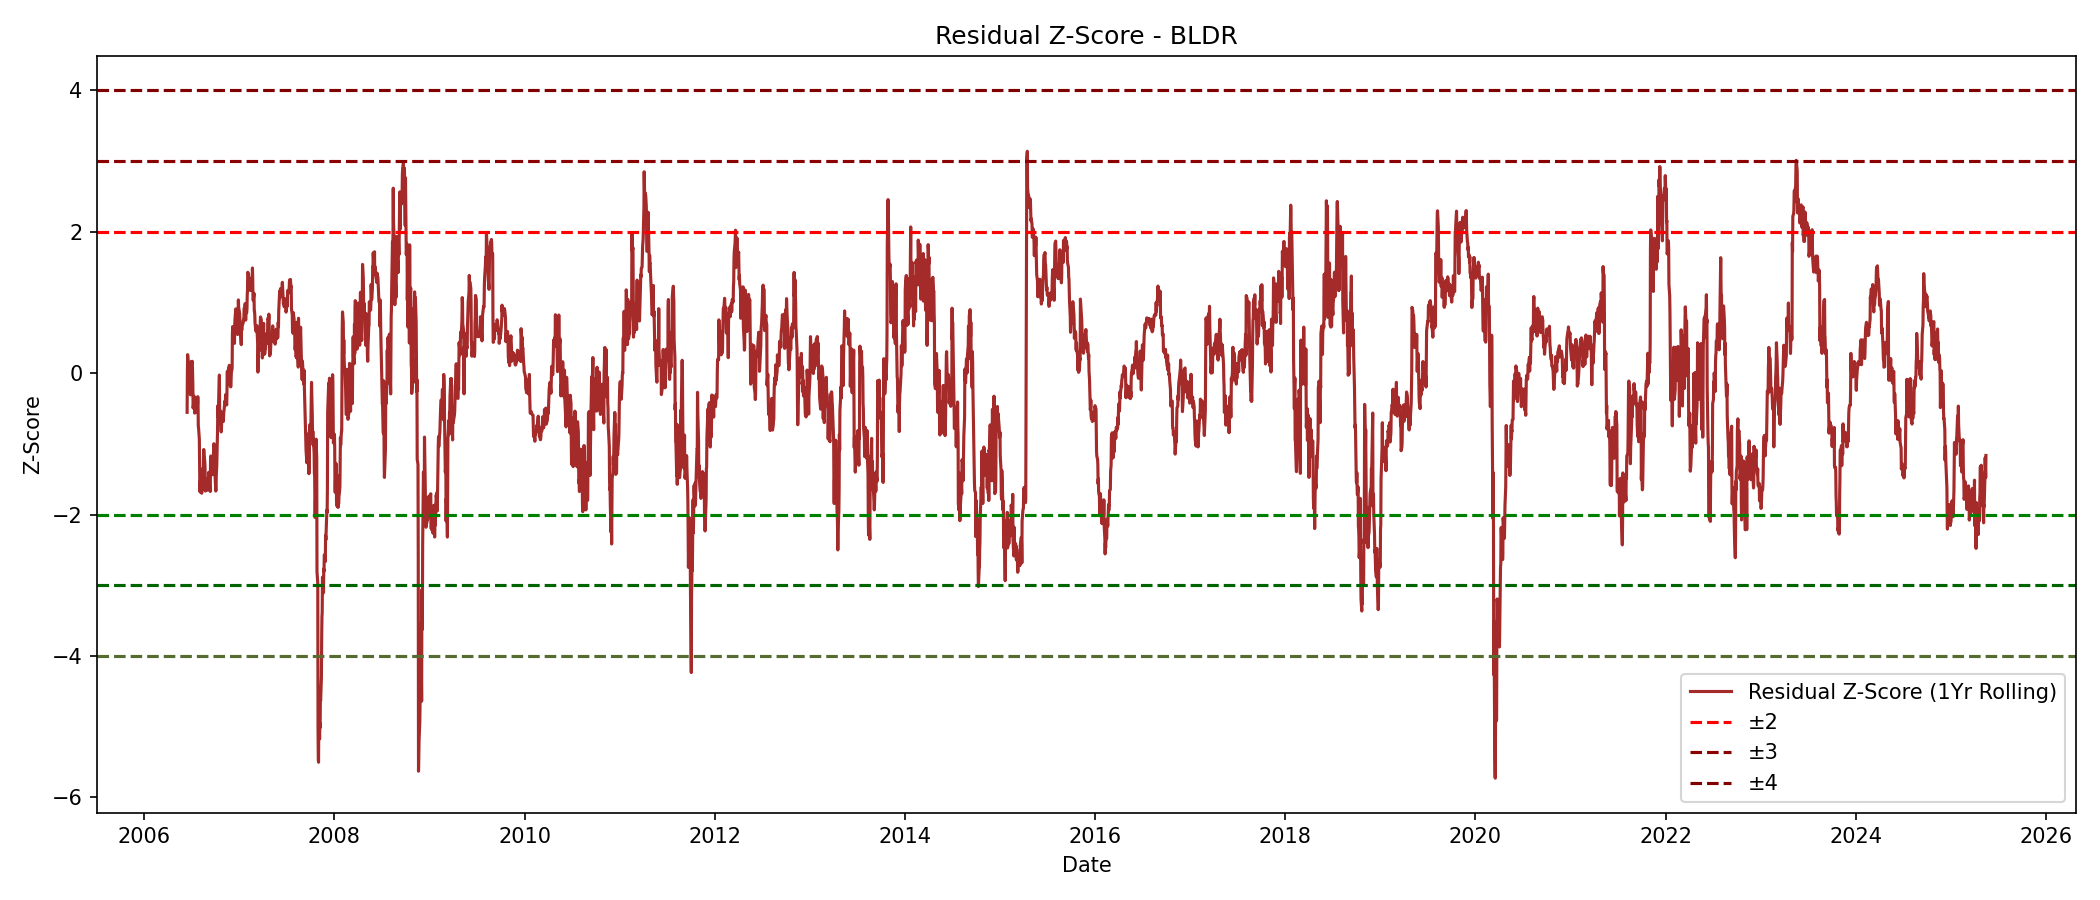 Residual Z-Score - BLDR
Z-Score
4
2
0
−2
−4
−6
Residual Z-Score (1Yr Rolling)
±2
±3
±4
2006 2008 2010 2012 2014 2016 2018 2020 2022 2024 2026
Date